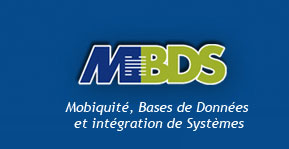 MBDS
Mobiquité, Bases de Données
et intégration de Systèmes